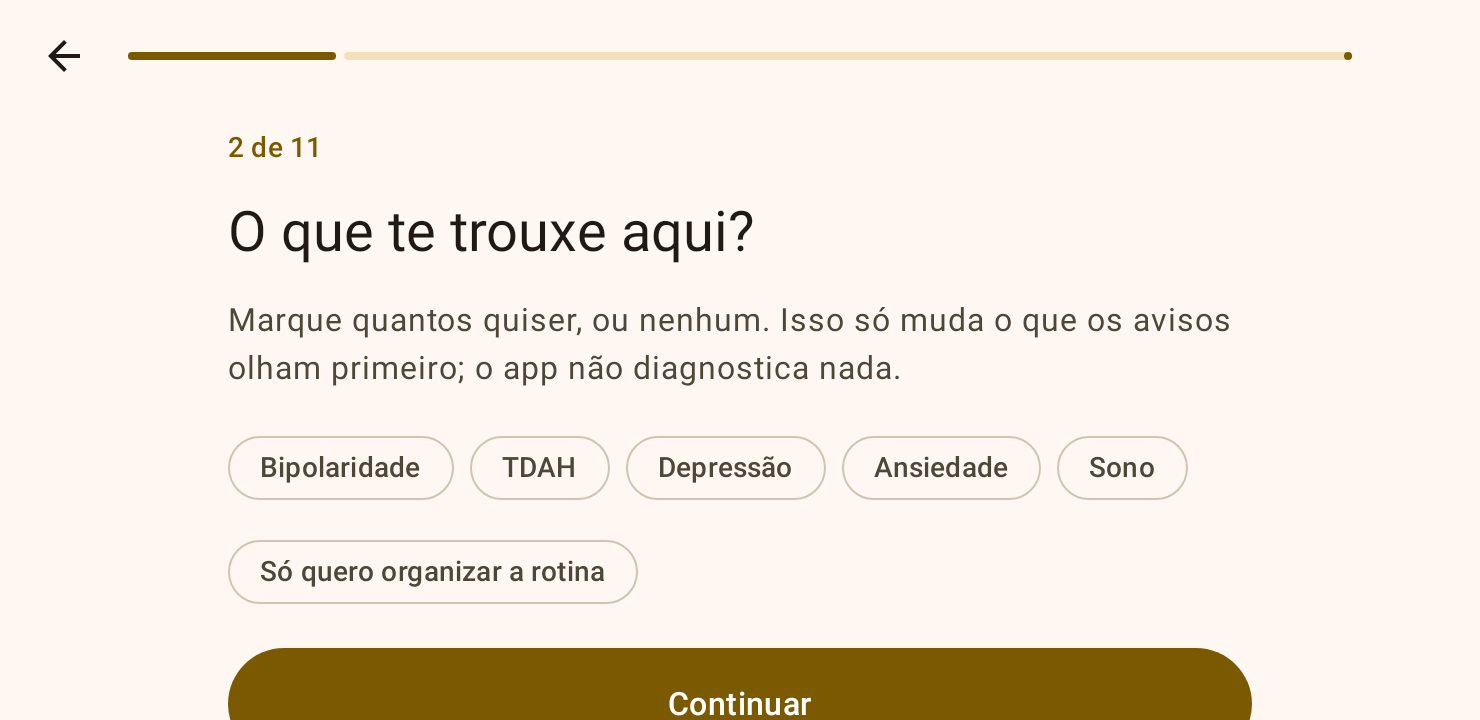 2 de 11
O que te trouxe aqui?
Marque quantos quiser, ou nenhum. Isso só muda o que os avisos
olham primeiro; o app não diagnostica nada.
Bipolaridade
TDAH
Depressão
Ansiedade
Sono
Só quero organizar a rotina
Continuar